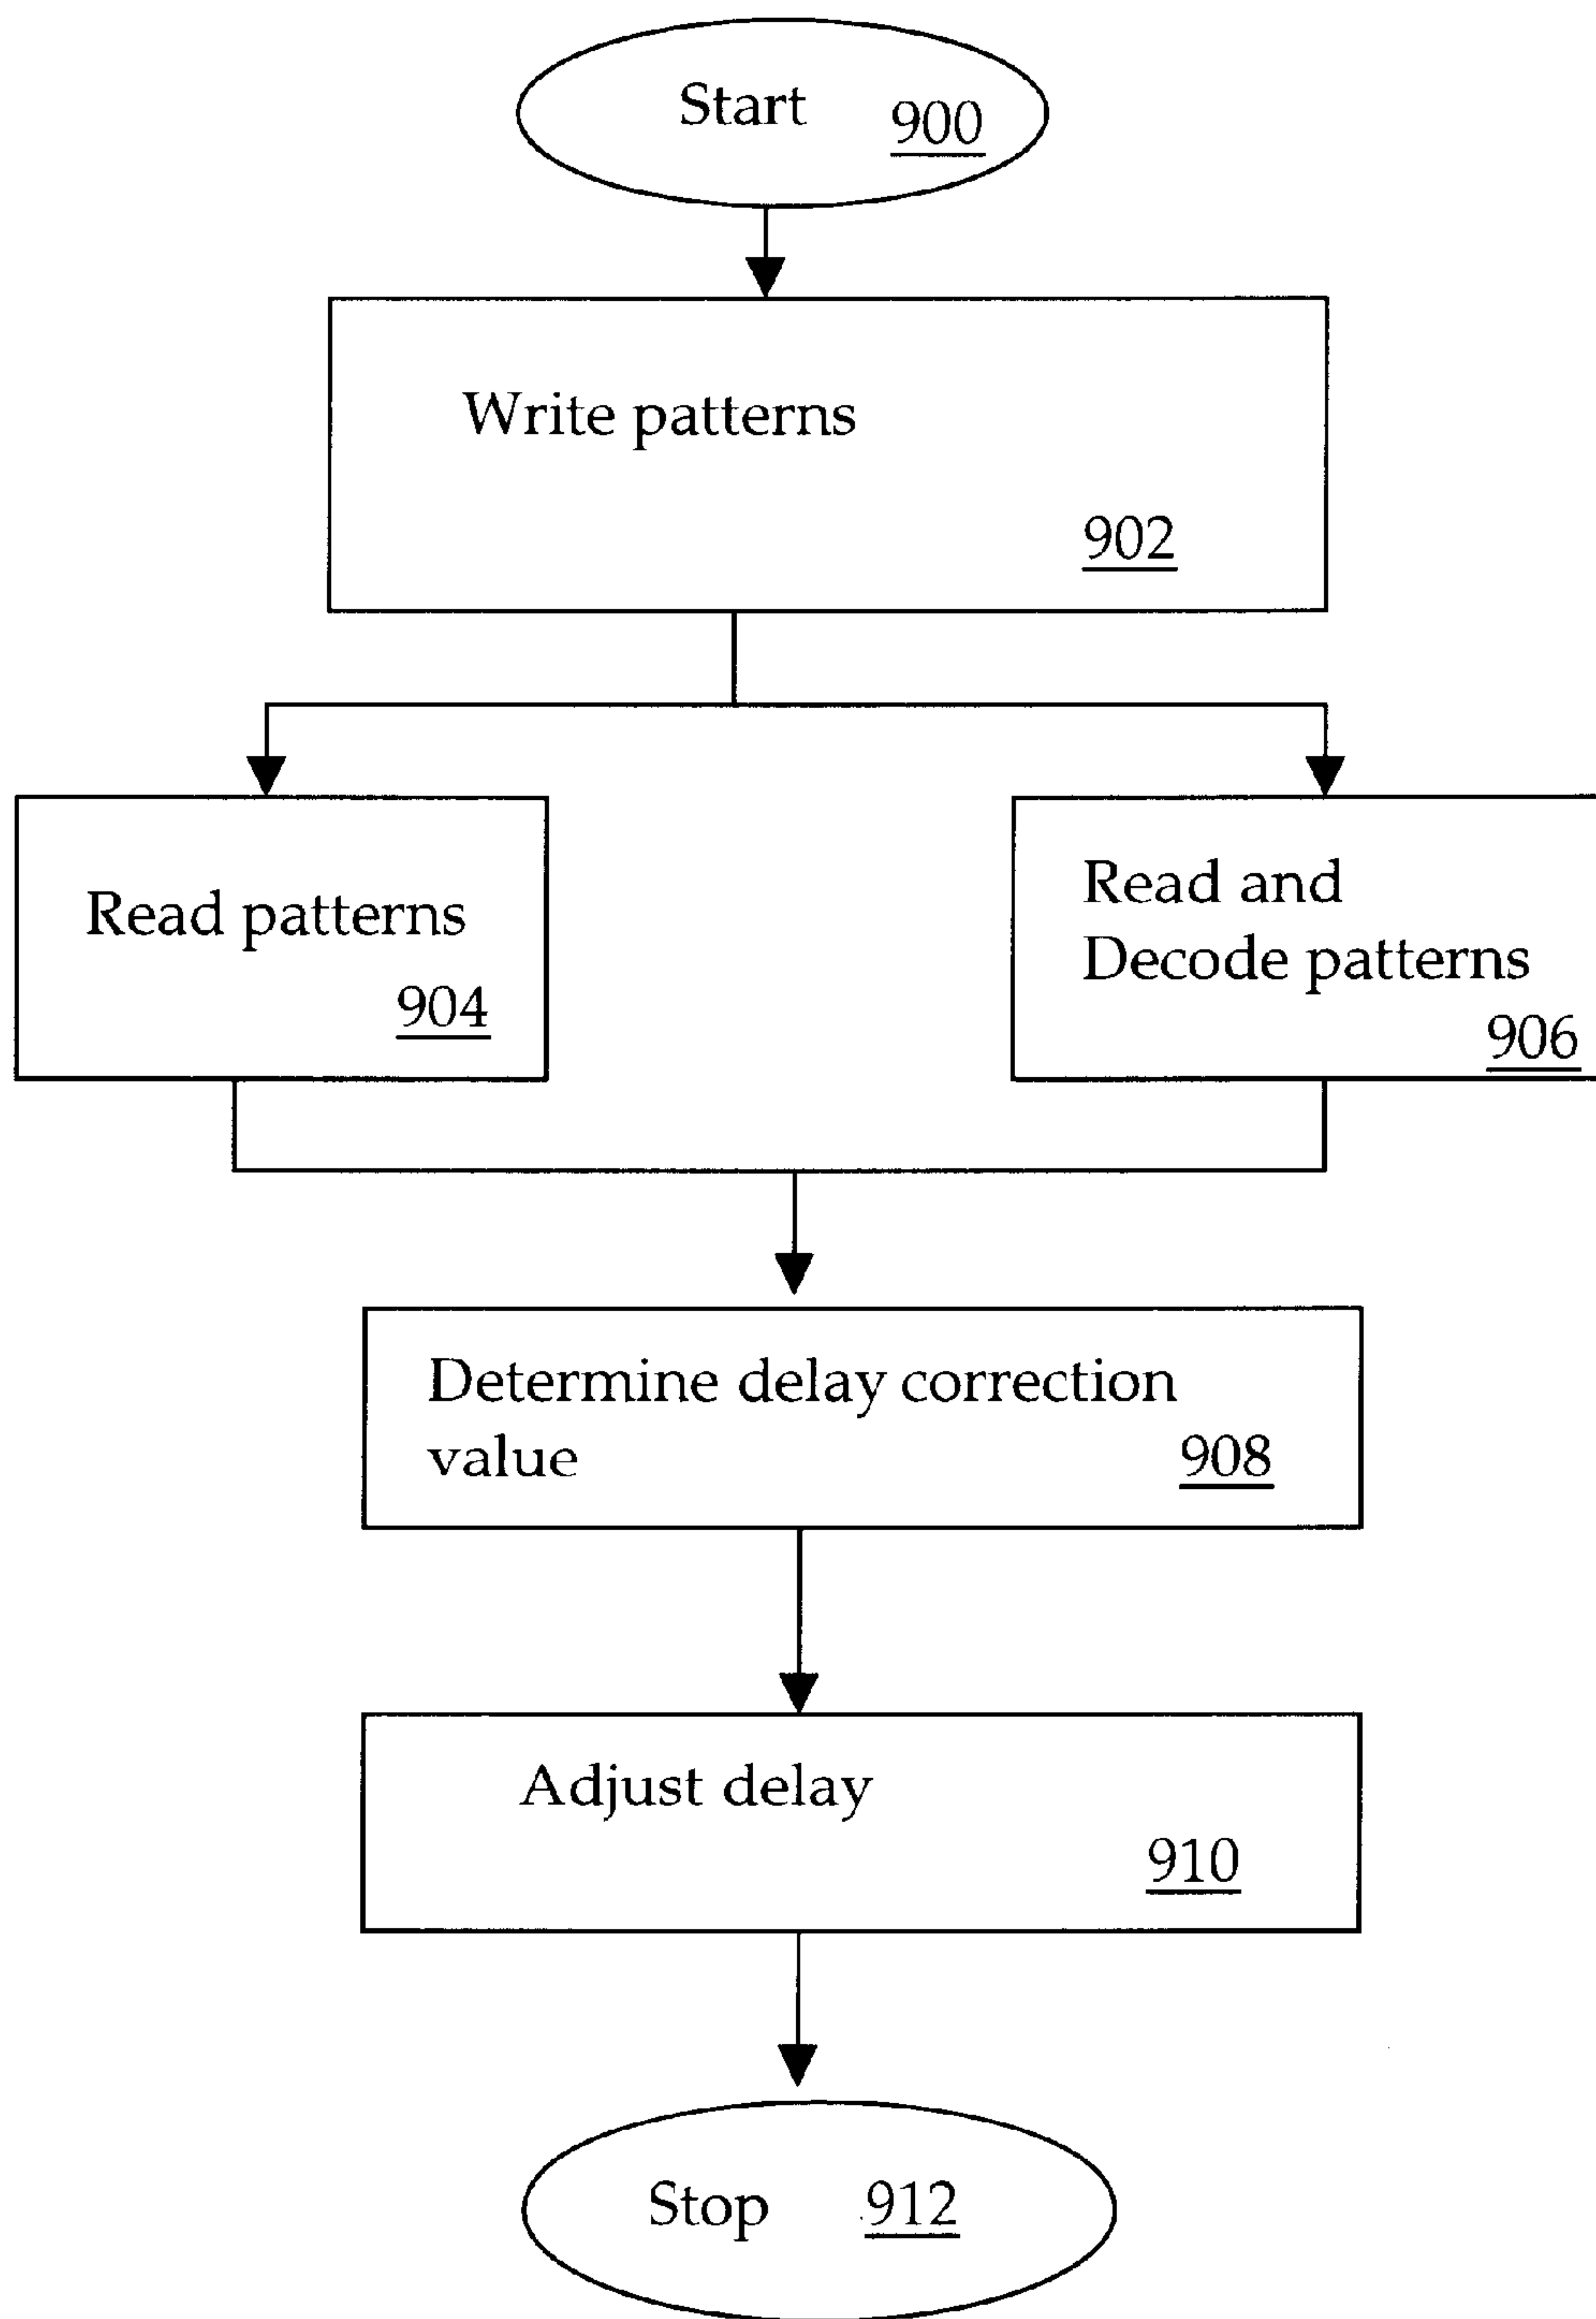 Start 900
Write patterns
902
Read patterns
904
Read and
Decode patterns
906
Determine delay correction
value 908
Adjust delay
910
Stop 912